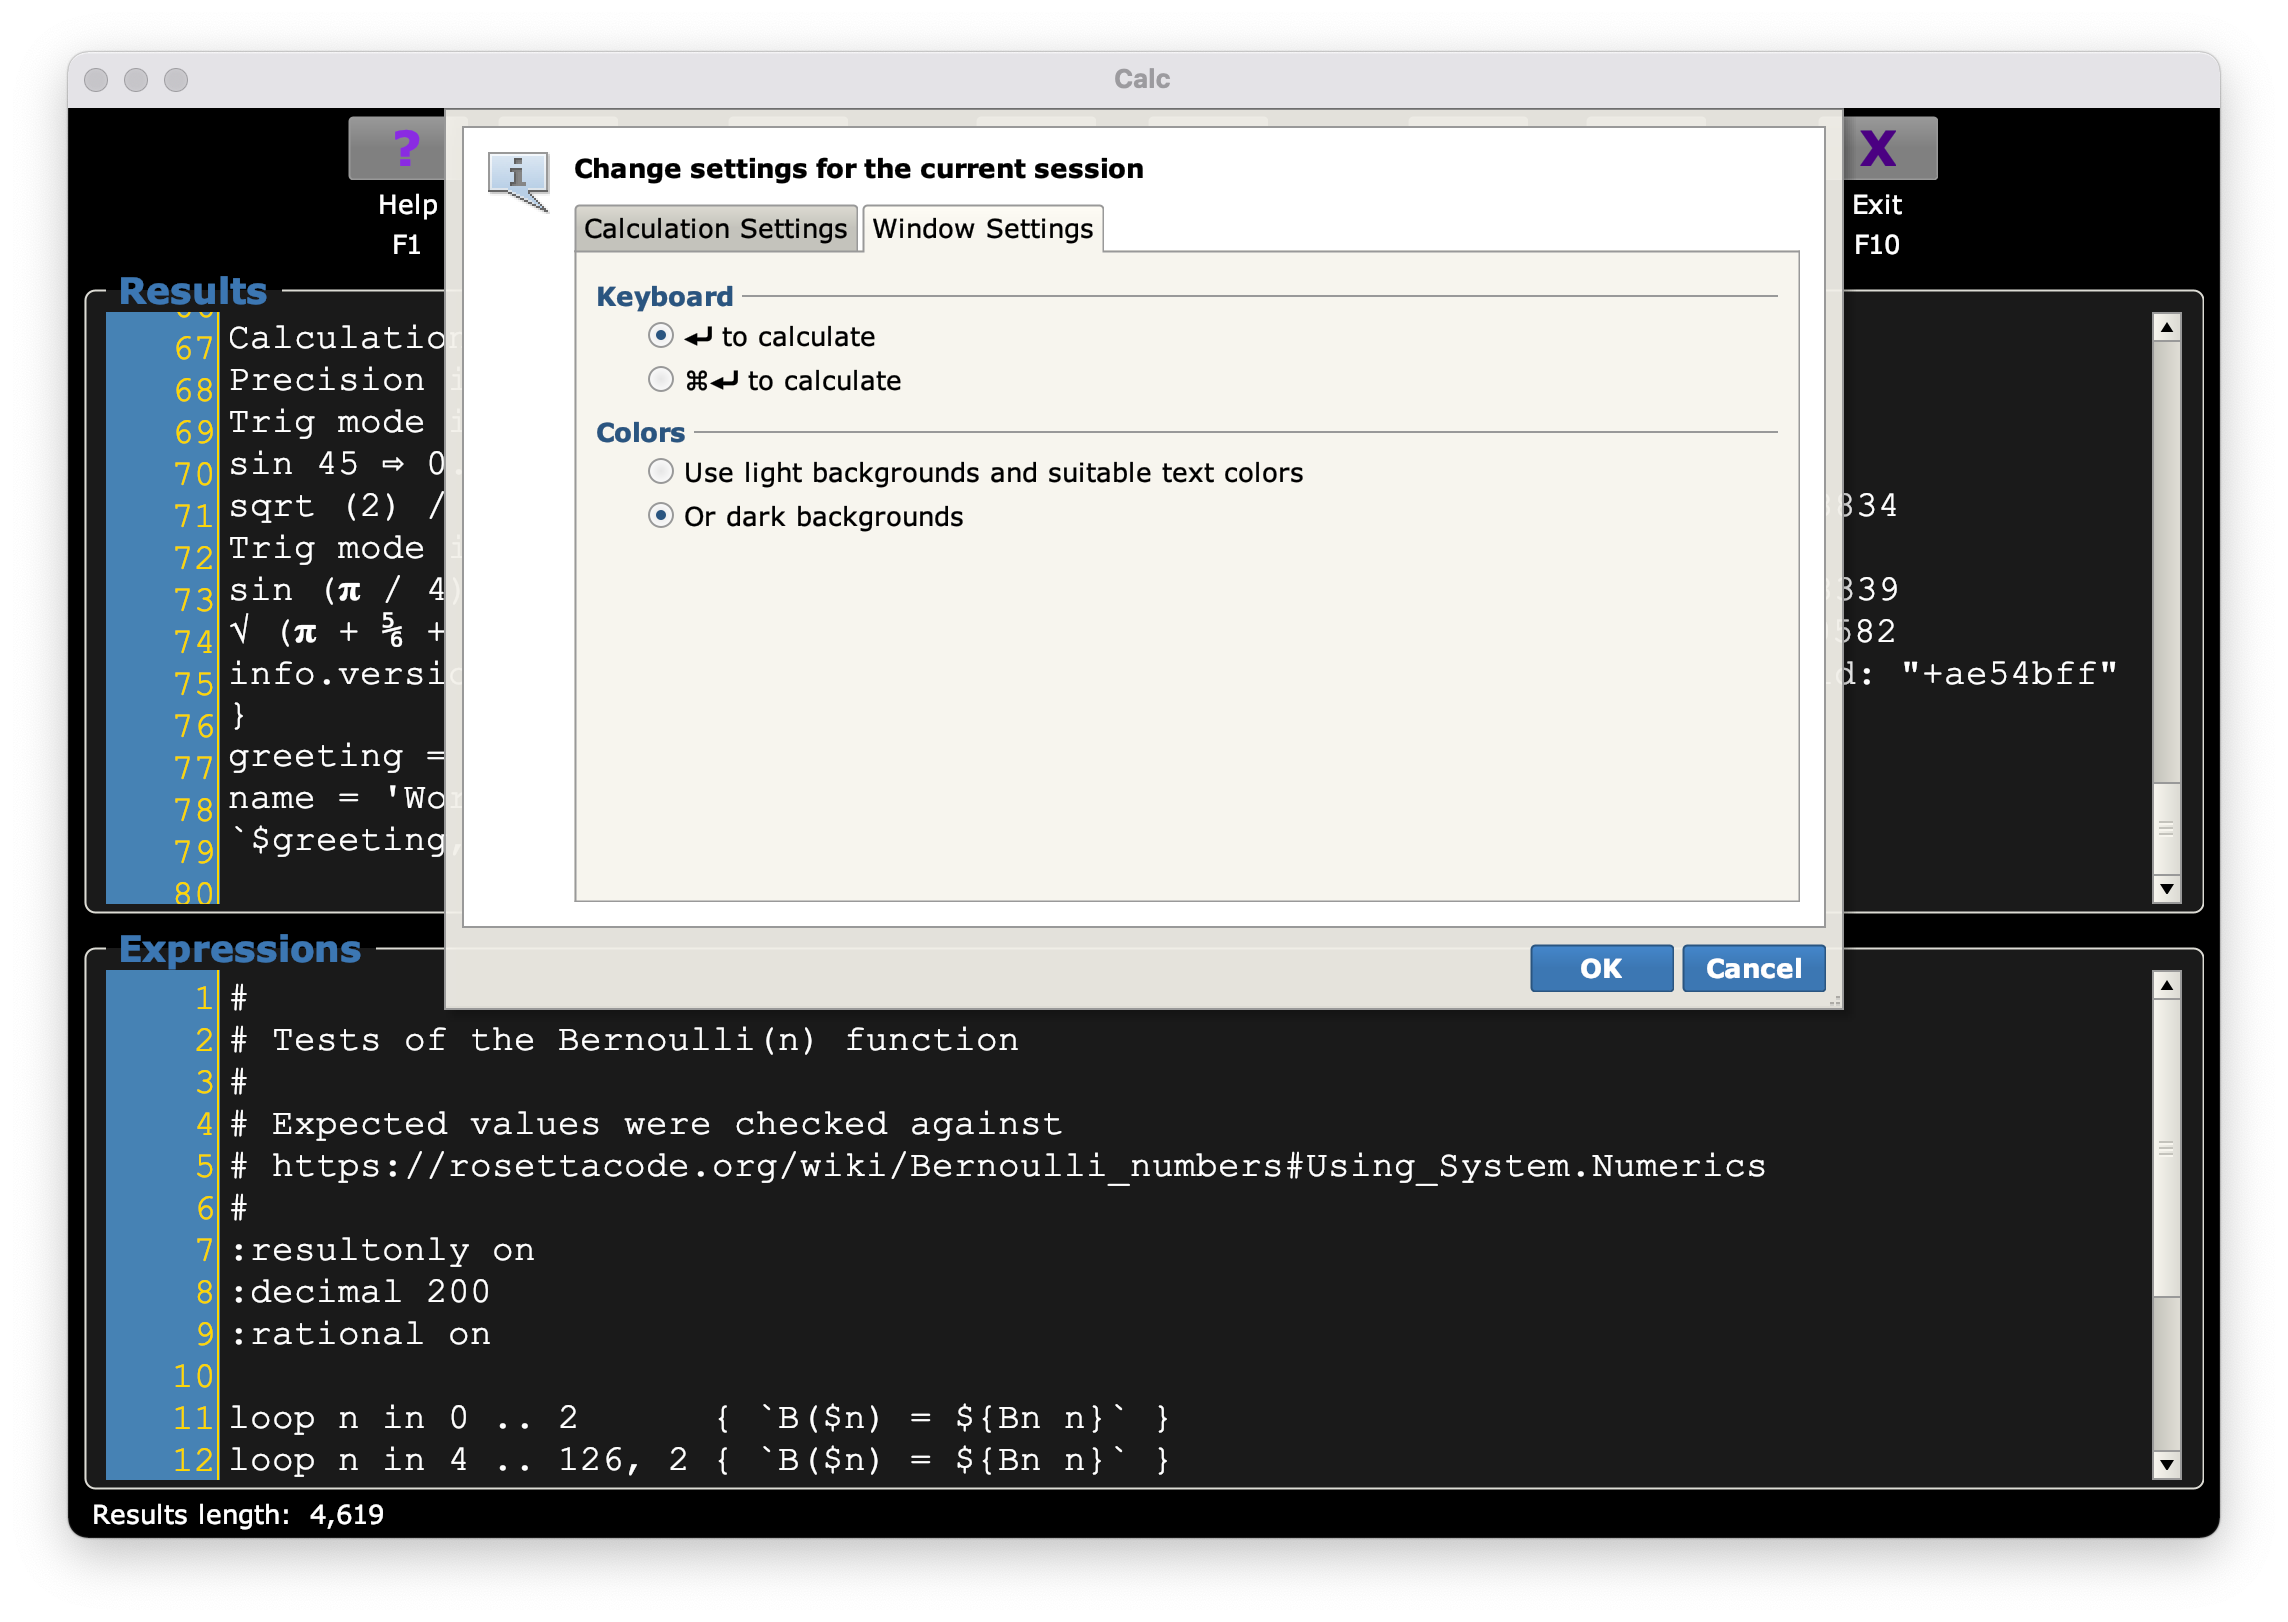 Calc
?
Help
F1
X
Exit
F10
Change settings for the current session
Calculation Settings
Window Settings
Keyboard
↵ to calculate
⌘↵ to calculate
Colors
Use light backgrounds and suitable text colors
Or dark backgrounds
OK
Cancel
Results
67 Calculation
68 Precision
69 Trig mode
70 sin 45 ⇒ 0.
71 sqrt (2) / 834
72 Trig mode
73 sin (π / 4) 339
74 √ (π + ⅚ + 582
75 info.versio d: "+ae54bff"
76 }
77 greeting =
78 name = 'Wor
79 `$greeting,
80
Expressions
1 #
2 # Tests of the Bernoulli(n) function
3 #
4 # Expected values were checked against
5 # https://rosettacode.org/wiki/Bernoulli_numbers#Using_System.Numerics
6 #
7 :resultonly on
8 :decimal 200
9 :rational on
10
11 loop n in 0 .. 2 { `B($n) = ${Bn n}` }
12 loop n in 4 .. 126, 2 { `B($n) = ${Bn n}` }
Results length: 4,619